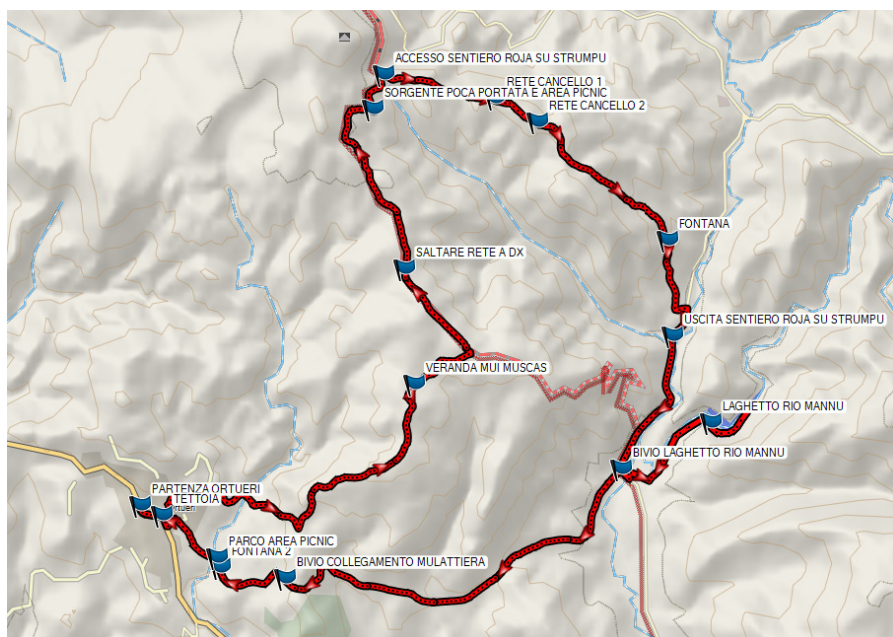 ACCESSO SENTIERO ROJA SU STRUMPU
RETE CANCELLO 1
SORGENTE POCA PORTATA E AREA PICNIC
RETE CANCELLO 2
FONTANA
SALTARE RETE A DX
USCITA SENTIERO ROJA SU STRUMPU
VERANDA MUI MUSCAS
LAGHETTO RIO MANNU
BIVIO LAGHETTO RIO MANNU
PARTENZA ORTUERI
TETTOIA
PARCO AREA PICNIC
FONTANA 2
BIVIO COLLEGAMENTO MULATTIERA